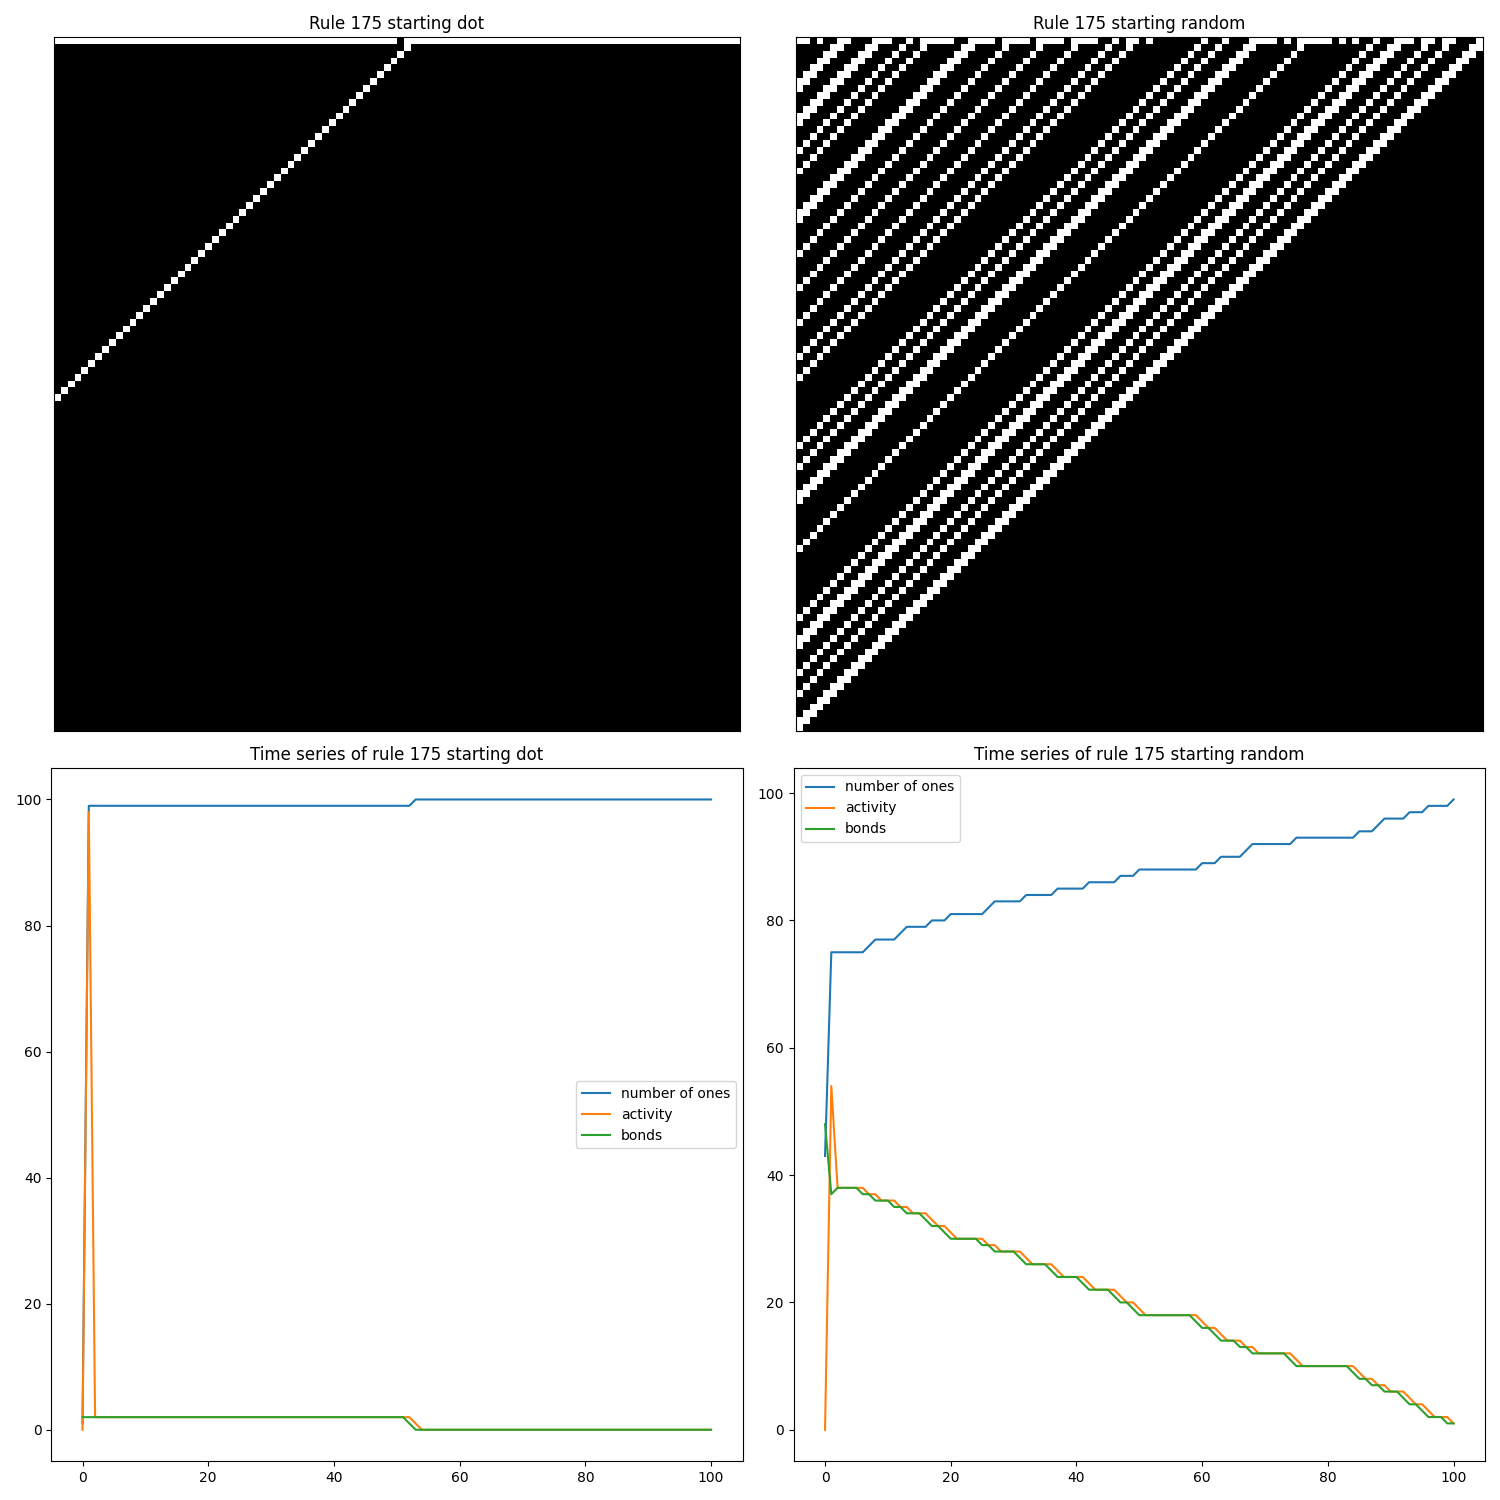 Rule 175 starting dot
Rule 175 starting random
Time series of rule 175 starting dot
100
80
60
40
20
0
number of ones
activity
bonds
0 20 40 60 80 100
Time series of rule 175 starting random
number of ones
activity
bonds
100
80
60
40
20
0
0 20 40 60 80 100